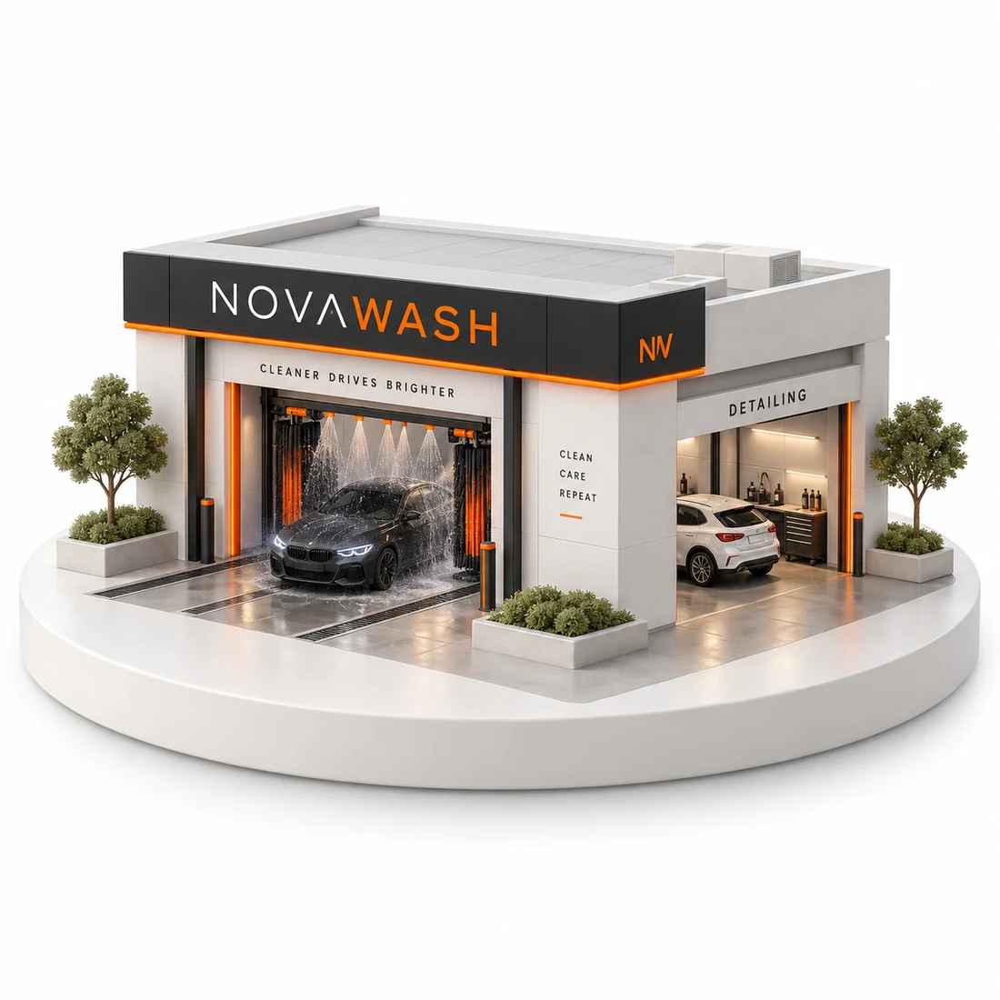 NOVAWASH
NW
CLEANER DRIVES BRIGHTER
DETAILING
CLEAN
CARE
REPEAT